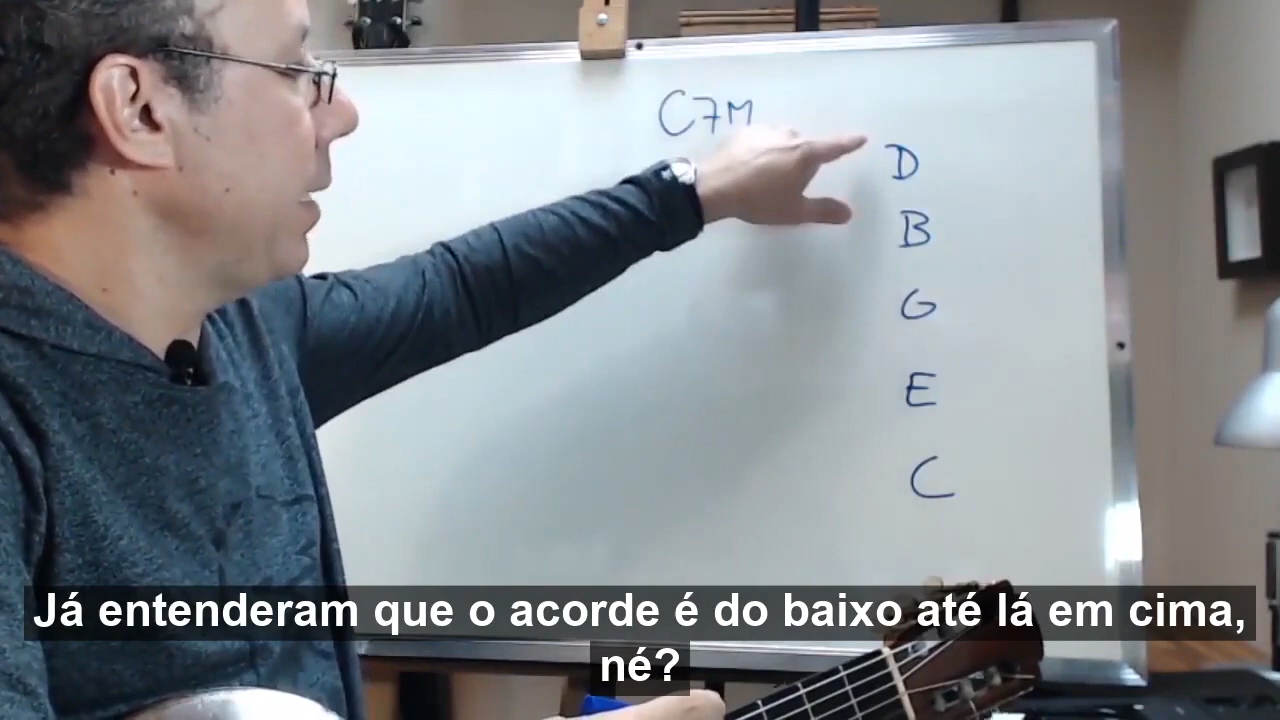 C7M
D
B
G
E
C
Já entenderam que o acorde é do baixo até lá em cima,
né?